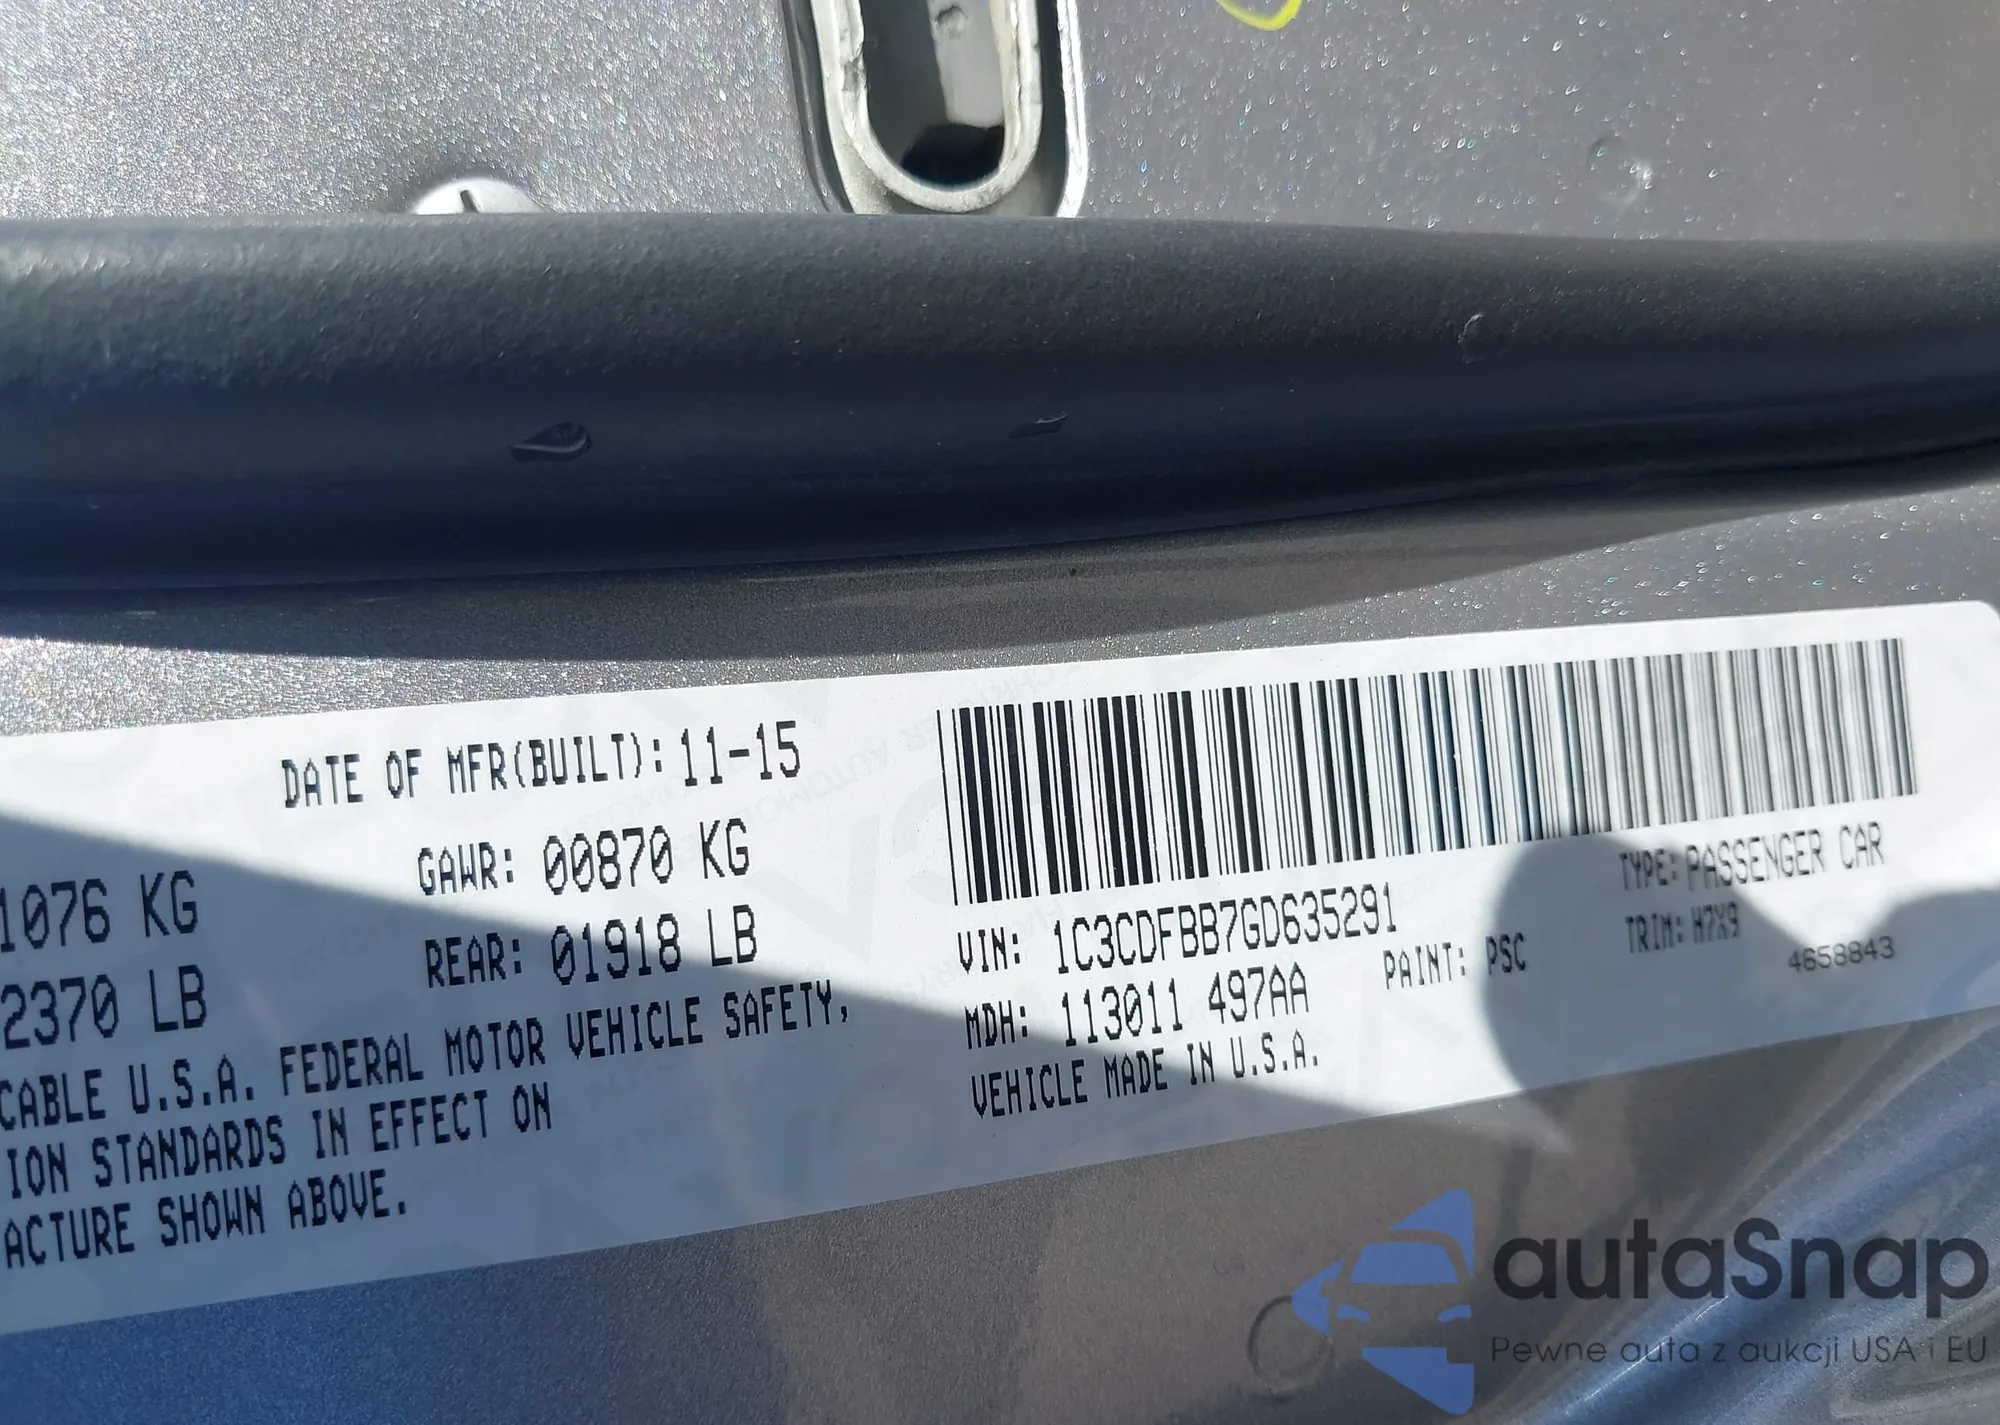 DATE OF MFR(BUILT): 11-15
1076 KG GAWR: 00870 KG
2370 LB REAR: 01918 LB
CABLE U.S.A. FEDERAL MOTOR VEHICLE SAFETY,
ION STANDARDS IN EFFECT ON
ACTURE SHOWN ABOVE.
VIN: 1C3CDFBB7GD635291 TYPE: PASSENGER CAR
MDH: 113011 497AA PAINT: PSC TRIM: H7X9
VEHICLE MADE IN U.S.A. 4658843
autaSnap
Pewne auta z aukcji USA i EU